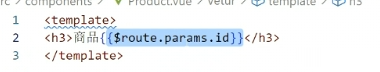 rc > components > Product.vue > Vetur > template > h3
1 <template>
2 <h3>商品{{$route.params.id}}</h3>
3 </template>